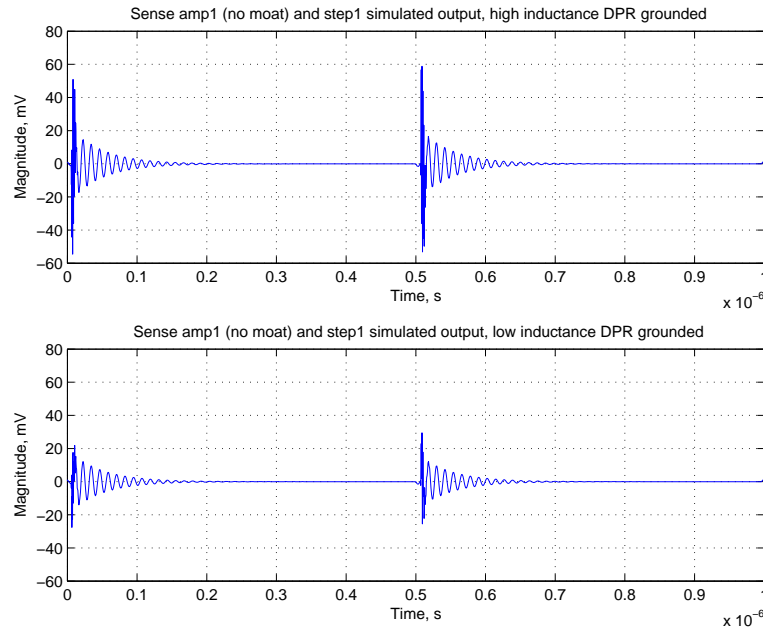 Sense amp1 (no moat) and step1 simulated output, high inductance DPR grounded
80
60
40
20
0
−20
−40
−60
Magnitude, mV
0 0.1 0.2 0.3 0.4 0.5 0.6 0.7 0.8 0.9 1
Time, s
x 10⁻⁶
Sense amp1 (no moat) and step1 simulated output, low inductance DPR grounded
80
60
40
20
0
−20
−40
−60
Magnitude, mV
0 0.1 0.2 0.3 0.4 0.5 0.6 0.7 0.8 0.9 1
Time, s
x 10⁻⁶